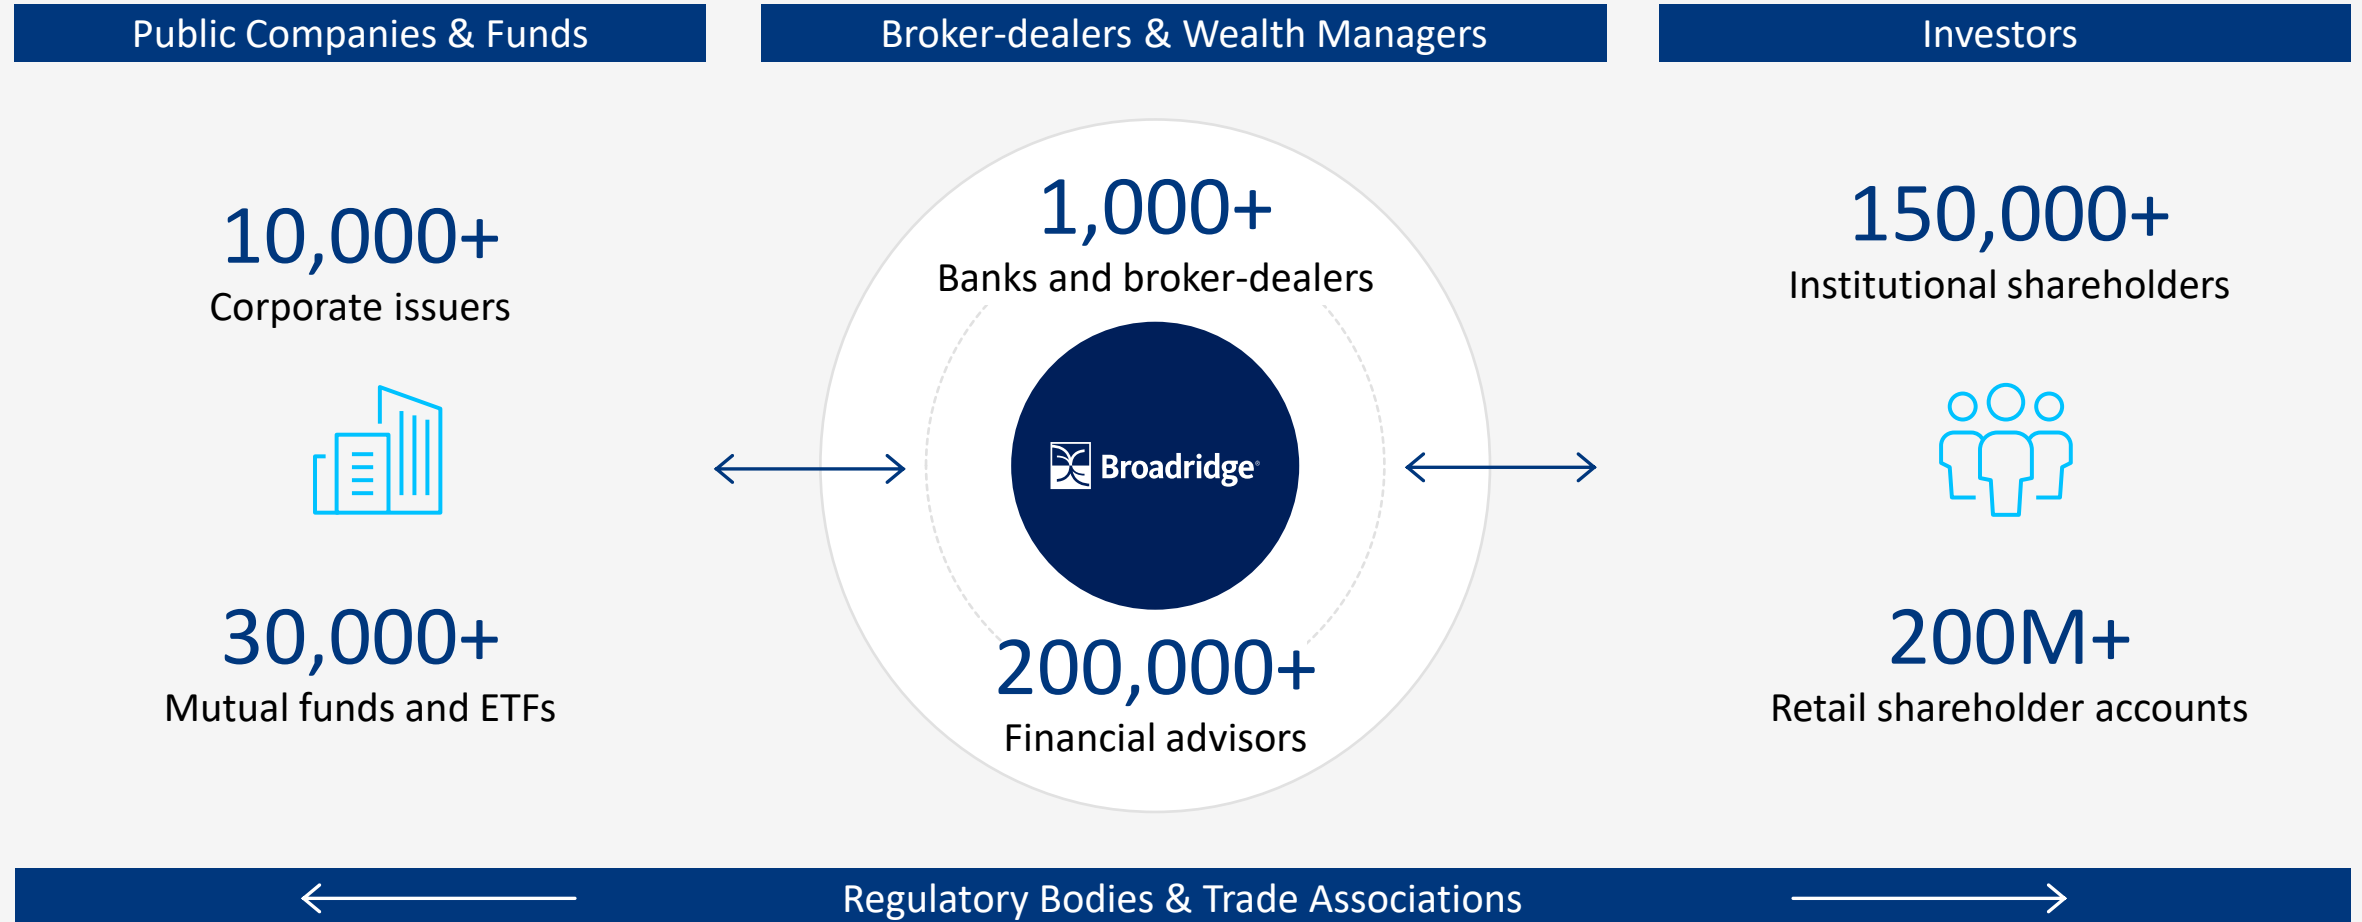 Public Companies & Funds
Broker-dealers & Wealth Managers
Investors
10,000+
Corporate issuers
30,000+
Mutual funds and ETFs
1,000+
Banks and broker-dealers
Broadridge®
200,000+
Financial advisors
150,000+
Institutional shareholders
200M+
Retail shareholder accounts
Regulatory Bodies & Trade Associations